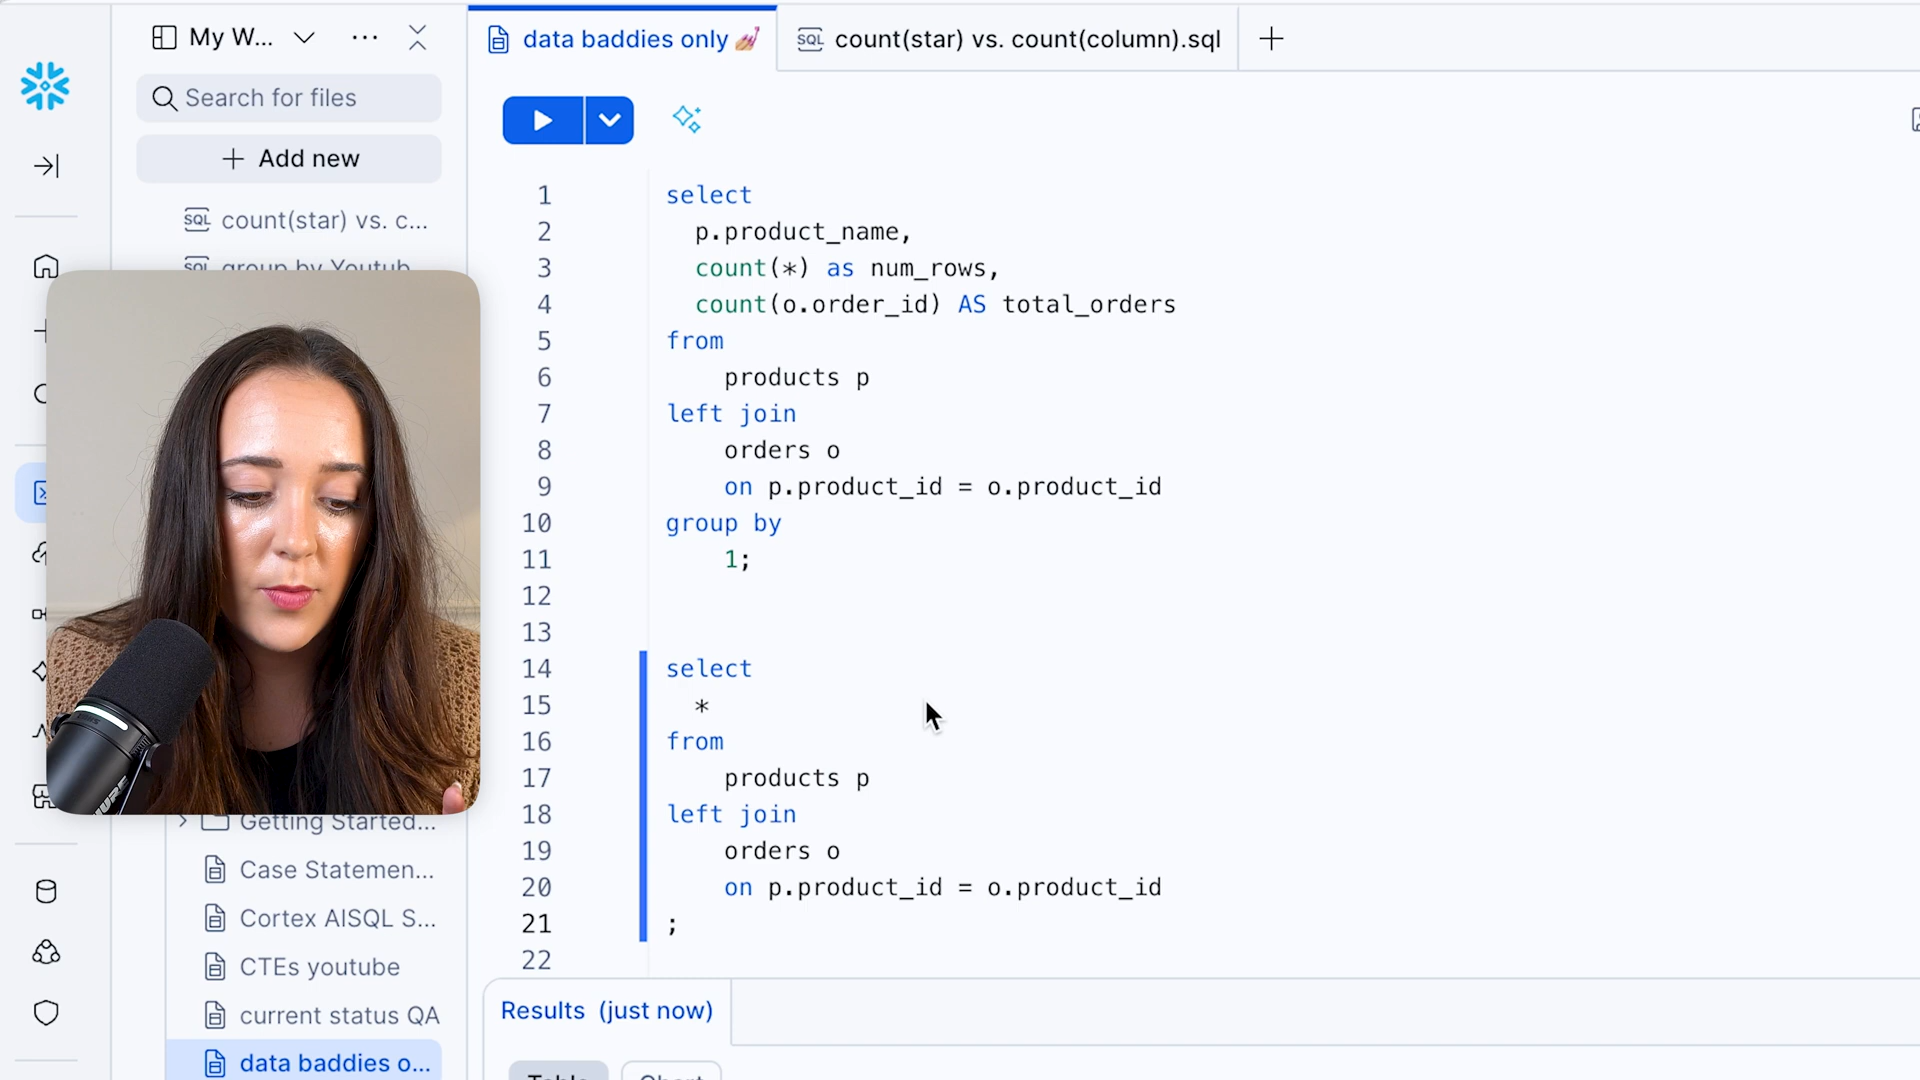 My W...
data baddies only 💅
SQL count(star) vs. count(column).sql
Search for files
Add new
SQL count(star) vs. c...
SQL group by Youtub
1 select
2 p.product_name,
3 count(*) as num_rows,
4 count(o.order_id) AS total_orders
5 from
6 products p
7 left join
8 orders o
9 on p.product_id = o.product_id
10 group by
11 1;
12
13
14 select
15 *
16 from
17 products p
18 left join
19 orders o
20 on p.product_id = o.product_id
21 ;
22
Getting Started...
Case Statemen...
Cortex AISQL S...
CTEs youtube
current status QA
data baddies o...
Results (just now)
Table
Chart